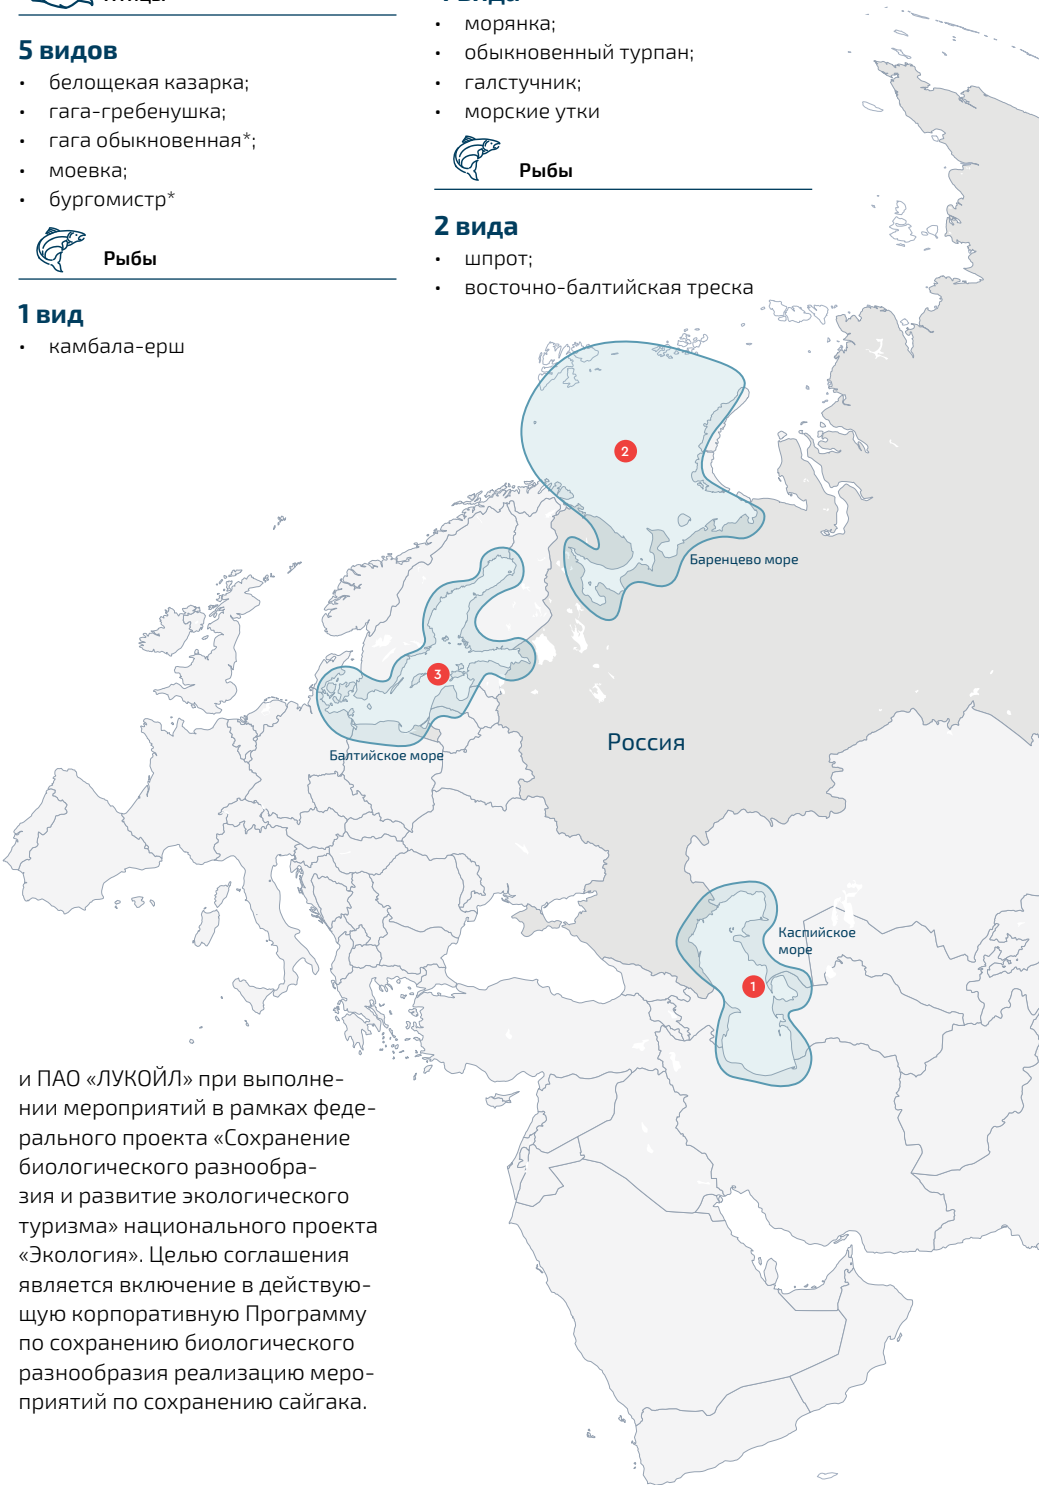 5 видов
• белощекая казарка;
• гага-гребенушка;
• гага обыкновенная*;
• моевка;
• бургомистр*
Рыбы
1 вид
• камбала-ерш
• морянка;
• обыкновенный турпан;
• галстучник;
• морские утки
Рыбы
2 вида
• шпрот;
• восточно-балтийская треска
2
Баренцево море
3
Балтийское море
Россия
Каспийское
море
1
и ПАО «ЛУКОЙЛ» при выполне-
нии мероприятий в рамках феде-
рального проекта «Сохранение
биологического разнообра-
зия и развитие экологического
туризма» национального проекта
«Экология». Целью соглашения
является включение в действую-
щую корпоративную Программу
по сохранению биологического
разнообразия реализацию меро-
приятий по сохранению сайгака.